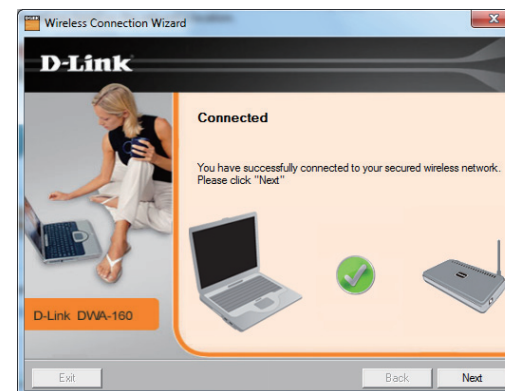 Wireless Connection Wizard
D-Link
Connected
You have successfully connected to your secured wireless network.
Please click "Next"
D-Link DWA-160
Exit
Back
Next